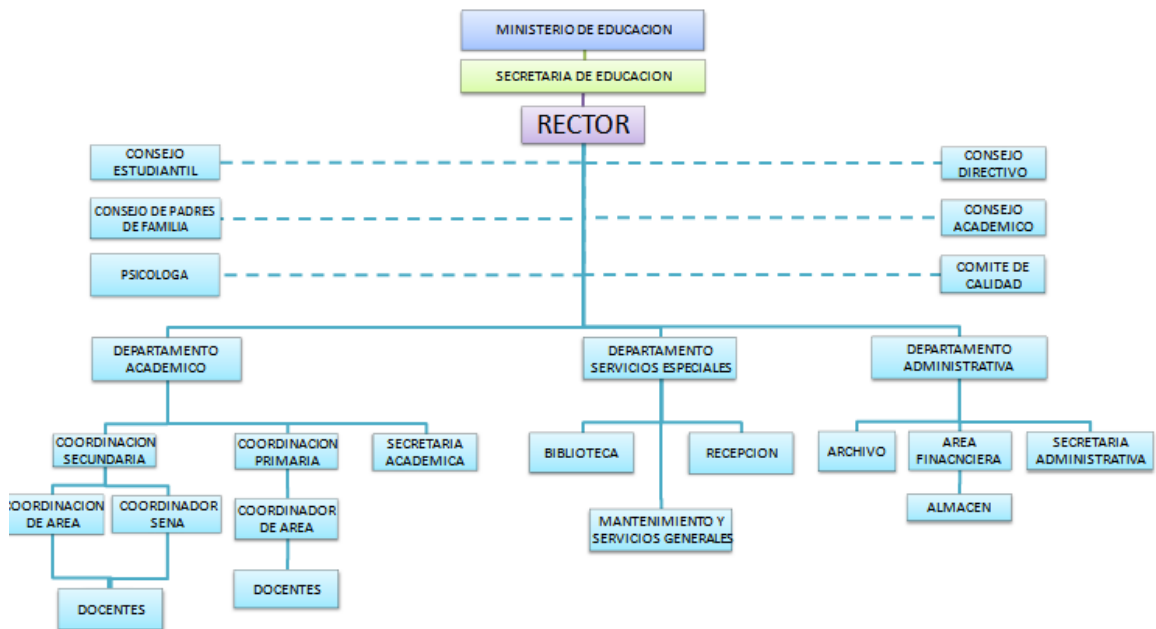 MINISTERIO DE EDUCACION
SECRETARIA DE EDUCACION
RECTOR
CONSEJO
ESTUDIANTIL
CONSEJO
DIRECTIVO
CONSEJO DE PADRES
DE FAMILIA
CONSEJO
ACADEMICO
PSICOLOGA
COMITE DE
CALIDAD
DEPARTAMENTO
ACADEMICO
DEPARTAMENTO
SERVICIOS ESPECIALES
DEPARTAMENTO
ADMINISTRATIVA
COORDINACION
SECUNDARIA
COORDINACION
PRIMARIA
SECRETARIA
ACADEMICA
BIBLIOTECA
RECEPCION
ARCHIVO
AREA
FINACNCIERA
SECRETARIA
ADMINISTRATIVA
COORDINACION
DE AREA
COORDINADOR
SENA
COORDINADOR
DE AREA
MANTENIMIENTO Y
SERVICIOS GENERALES
ALMACEN
DOCENTES
DOCENTES